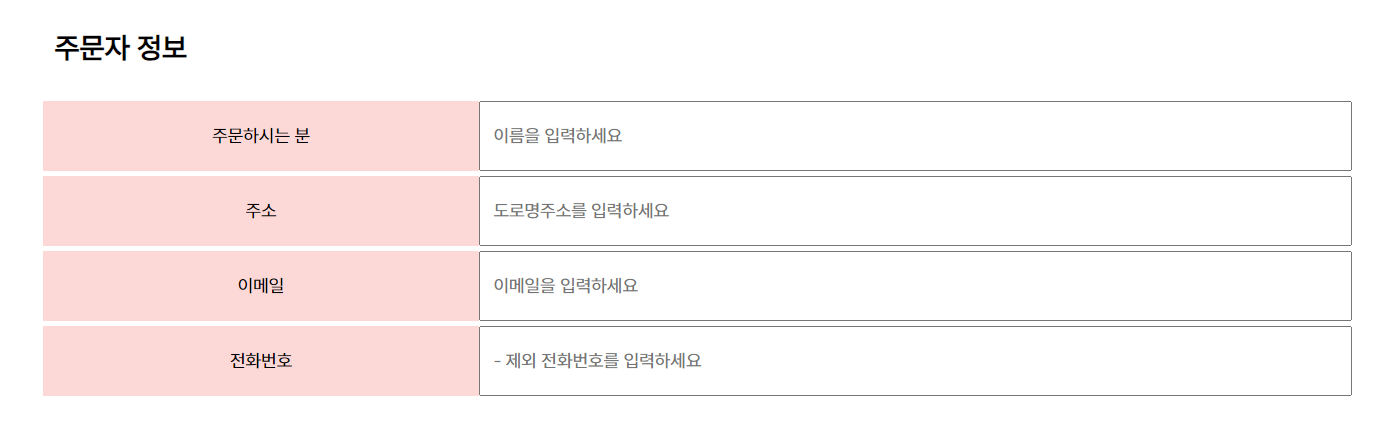 주문자 정보
주문하시는 분 이름을 입력하세요
주소 도로명주소를 입력하세요
이메일 이메일을 입력하세요
전화번호 - 제외 전화번호를 입력하세요